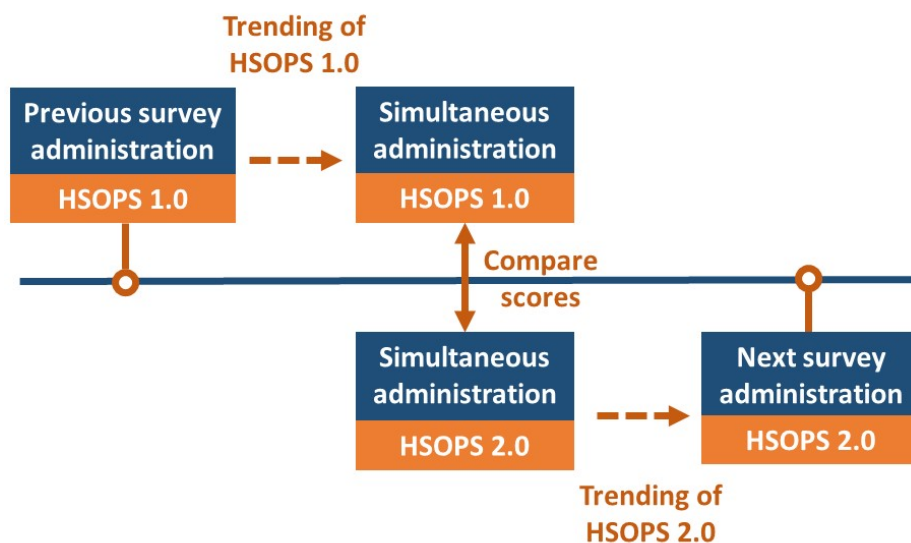 Trending of
HSOPS 1.0
Previous survey
administration
HSOPS 1.0
Simultaneous
administration
HSOPS 1.0
Compare
scores
Simultaneous
administration
HSOPS 2.0
Next survey
administration
HSOPS 2.0
Trending of
HSOPS 2.0